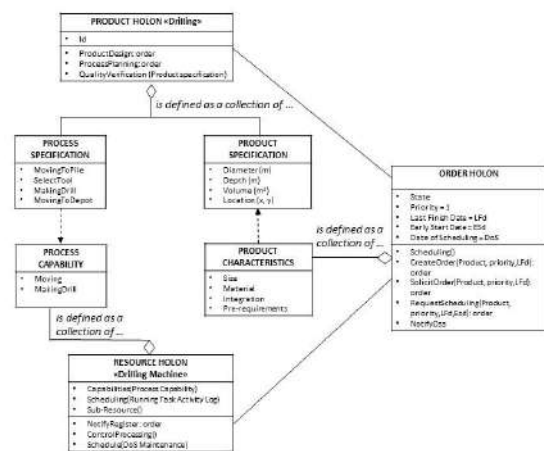 PRODUCT HOLON «Drilling»
• Id
• ProductDesign: order
• ProcessPlanning: order
• QualityVerification (Product specification)
is defined as a collection of ...
PROCESS
SPECIFICATION
• MovingToPile
• SelectTool
• MakingDrill
• MovingToDepot
PRODUCT
SPECIFICATION
• Diameter (m)
• Depth (m)
• Volume (m³)
• Location (x, y)
PROCESS
CAPABILITY
• Moving
• MakingDrill
PRODUCT
CHARACTERISTICS
• Size
• Material
• Integration
• Pre-requirements
is defined as a
collection of ...
ORDER HOLON
• State
• Priority = 1
• Last Finish Date = LFd
• Early Start Date = ESd
• Date of Scheduling = DoS
• Scheduling()
• CreateOrder(Product, priority,LFd):
order
• SolicitOrder(Product, priority,LFd):
order
• RequestScheduling(Product,
priority,LFd,Esd): order
• NotifyDos
is defined as a
collection of ...
RESOURCE HOLON
«Drilling Machine»
• Capabilities(Process Capability)
• Scheduling(Running Task Activity Log)
• Sub-Resource()
• NotifyRegister: order
• ControlProcessing()
• Schedule(DoS Maintenance)